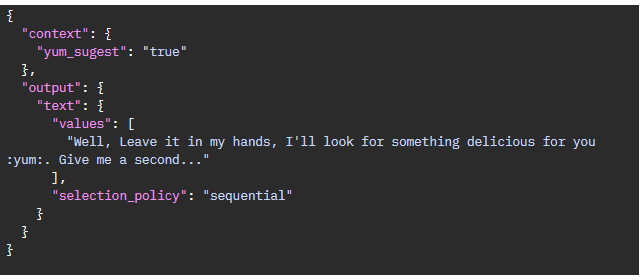 {
  "context": {
    "yum_sugest": "true"
  },
  "output": {
    "text": {
      "values": [
        "Well, Leave it in my hands, I'll look for something delicious for you
:yum:. Give me a second..."
      ],
      "selection_policy": "sequential"
    }
  }
}